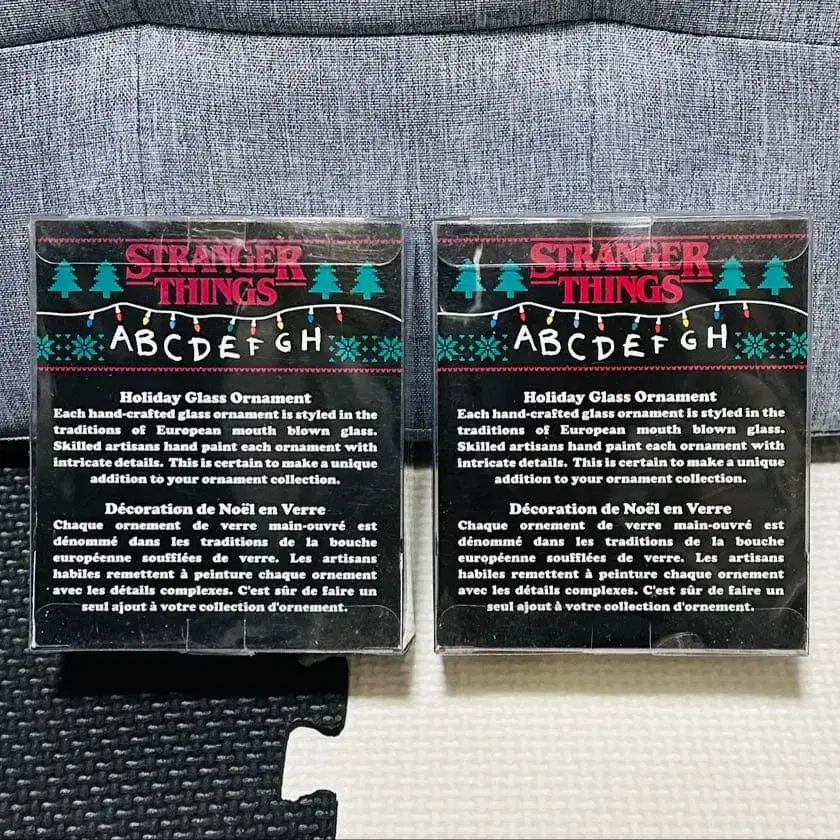 STRANGER
THINGS
ABCDEFGH
Holiday Glass Ornament
Each hand-crafted glass ornament is styled in the
traditions of European mouth blown glass.
Skilled artisans hand paint each ornament with
intricate details. This is certain to make a unique
addition to your ornament collection.
Décoration de Noël en Verre
Chaque ornement de verre main-ouvré est
dénommé dans les traditions de la bouche
européenne soufflées de verre. Les artisans
habiles remettent à peinture chaque ornement
avec les détails complexes. C'est sûr de faire un
seul ajout à votre collection d'ornement.
STRANGER
THINGS
ABCDEFGH
Holiday Glass Ornament
Each hand-crafted glass ornament is styled in the
traditions of European mouth blown glass.
Skilled artisans hand paint each ornament with
intricate details. This is certain to make a unique
addition to your ornament collection.
Décoration de Noël en Verre
Chaque ornement de verre main-ouvré est
dénommé dans les traditions de la bouche
européenne soufflées de verre. Les artisans
habiles remettent à peinture chaque ornement
avec les détails complexes. C'est sûr de faire un
seul ajout à votre collection d'ornement.